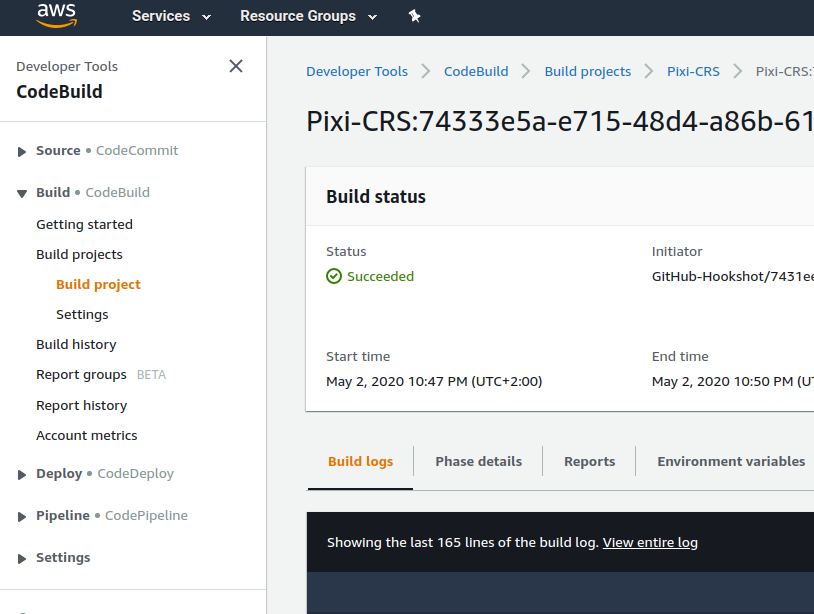 aws Services Resource Groups
Developer Tools
CodeBuild
Source • CodeCommit
Build • CodeBuild
Getting started
Build projects
Build project
Settings
Build history
Report groups BETA
Report history
Account metrics
Deploy • CodeDeploy
Pipeline • CodePipeline
Settings
Developer Tools > CodeBuild > Build projects > Pixi-CRS > Pixi-CRS:
Pixi-CRS:74333e5a-e715-48d4-a86b-61
Build status
Status
Succeeded
Initiator
GitHub-Hookshot/7431ee
Start time
May 2, 2020 10:47 PM (UTC+2:00)
End time
May 2, 2020 10:50 PM (UT
Build logs Phase details Reports Environment variables
Showing the last 165 lines of the build log. View entire log